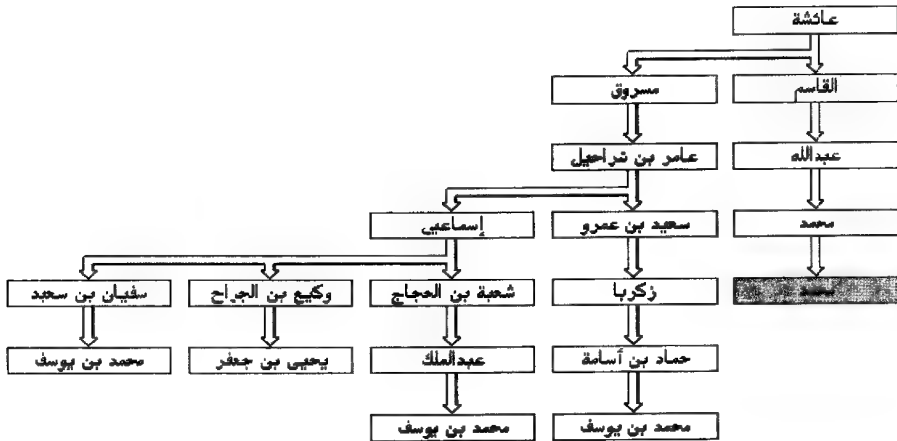 عائشة
القاسم
مسروق
عبدالله
عامر بن شراحيل
محمد
سعيد بن عمرو
إسماعيل
محمد
زكريا
شعبة بن الحجاج
وكيع بن الجراح
سفيان بن سعيد
حماد بن أسامة
عبدالملك
يحيى بن جعفر
محمد بن يوسف
محمد بن يوسف
محمد بن يوسف